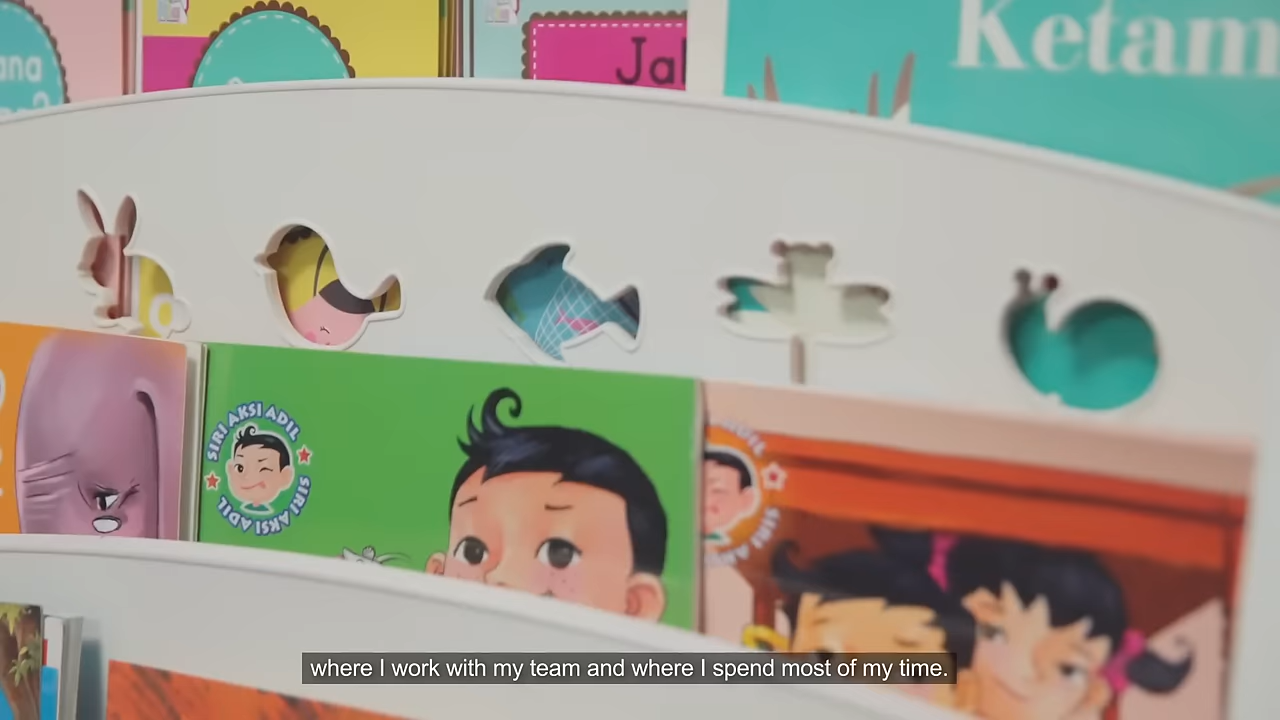 ana
Jal
Ketam
SIRI AKSI ADIL
SIRI AKSI ADIL
where I work with my team and where I spend most of my time.